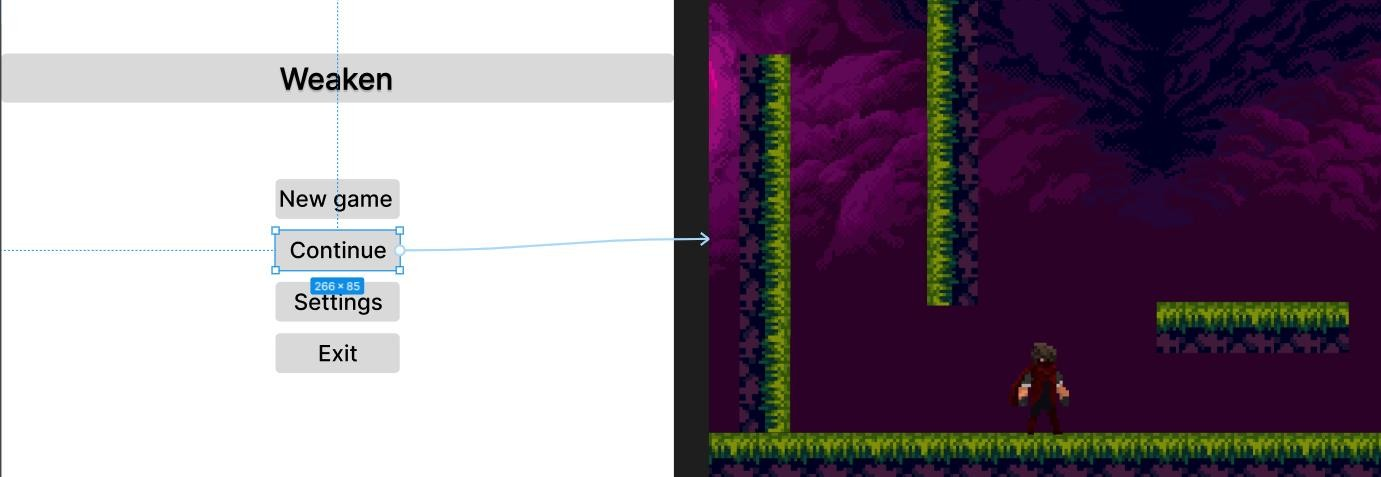 Weaken
New game
Continue
266 × 85
Settings
Exit